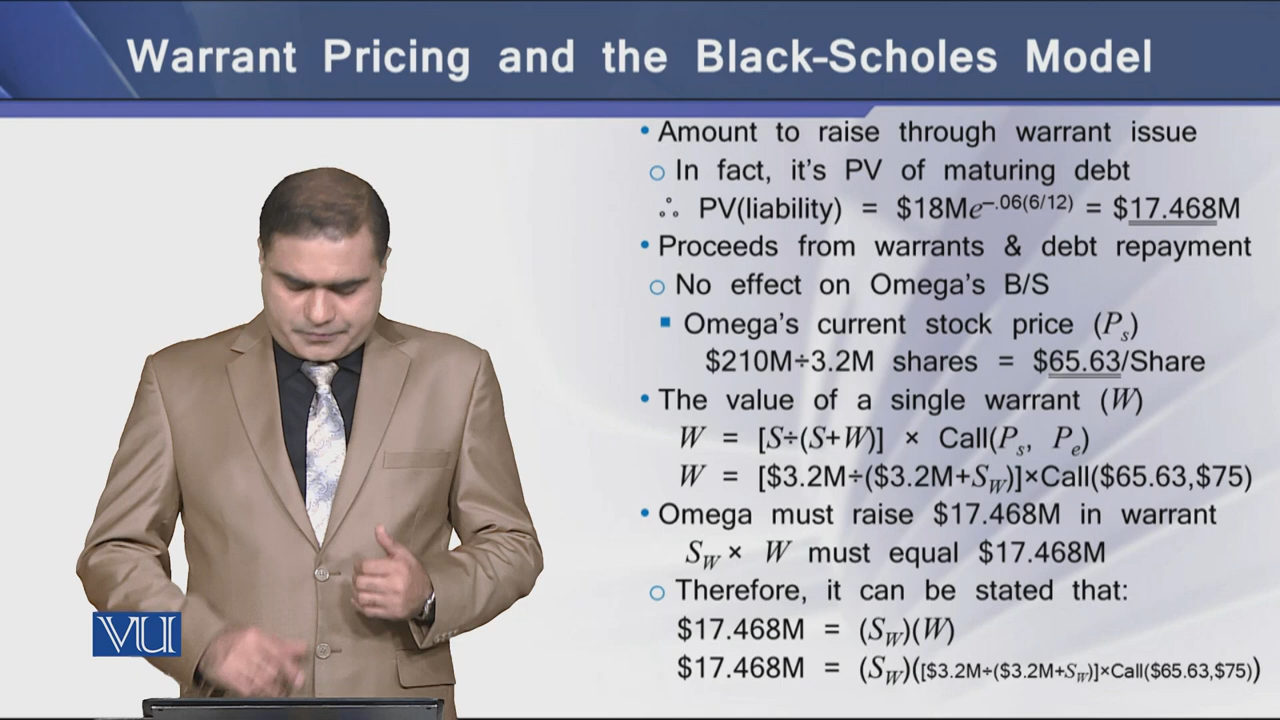 Warrant Pricing and the Black-Scholes Model
• Amount to raise through warrant issue
○ In fact, it's PV of maturing debt
∴ PV(liability) = $18Me^–.06(6/12) = $17.468M
• Proceeds from warrants & debt repayment
○ No effect on Omega's B/S
▪ Omega's current stock price (Ps)
$210M÷3.2M shares = $65.63/Share
• The value of a single warrant (W)
W = [S÷(S+W)] × Call(Ps, Pe)
W = [$3.2M÷($3.2M+SW)]×Call($65.63,$75)
• Omega must raise $17.468M in warrant
SW × W must equal $17.468M
○ Therefore, it can be stated that:
$17.468M = (SW)(W)
$17.468M = (SW)([$3.2M÷($3.2M+SW)]×Call($65.63,$75))
VU